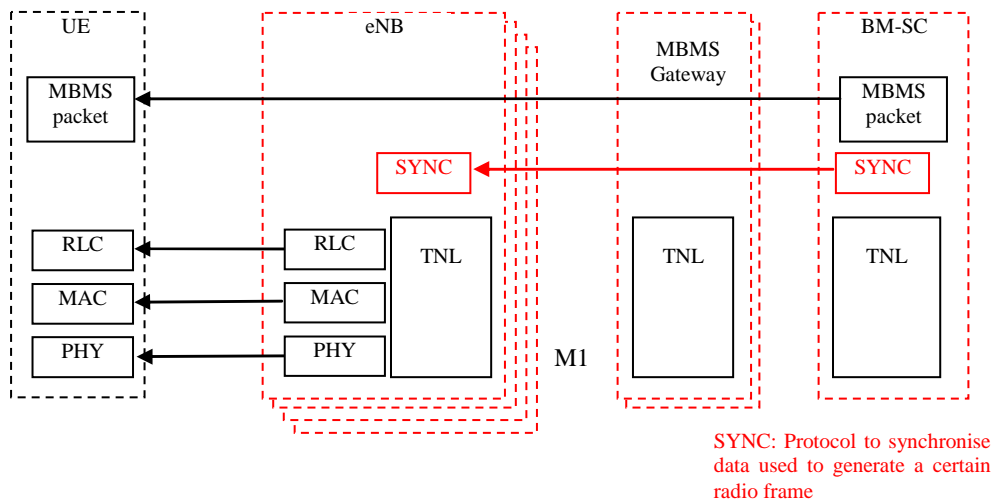 UE
eNB
MBMS
Gateway
BM-SC
MBMS
packet
MBMS
packet
SYNC
SYNC
RLC
RLC
TNL
TNL
TNL
MAC
MAC
PHY
PHY
M1
SYNC: Protocol to synchronise
data used to generate a certain
radio frame